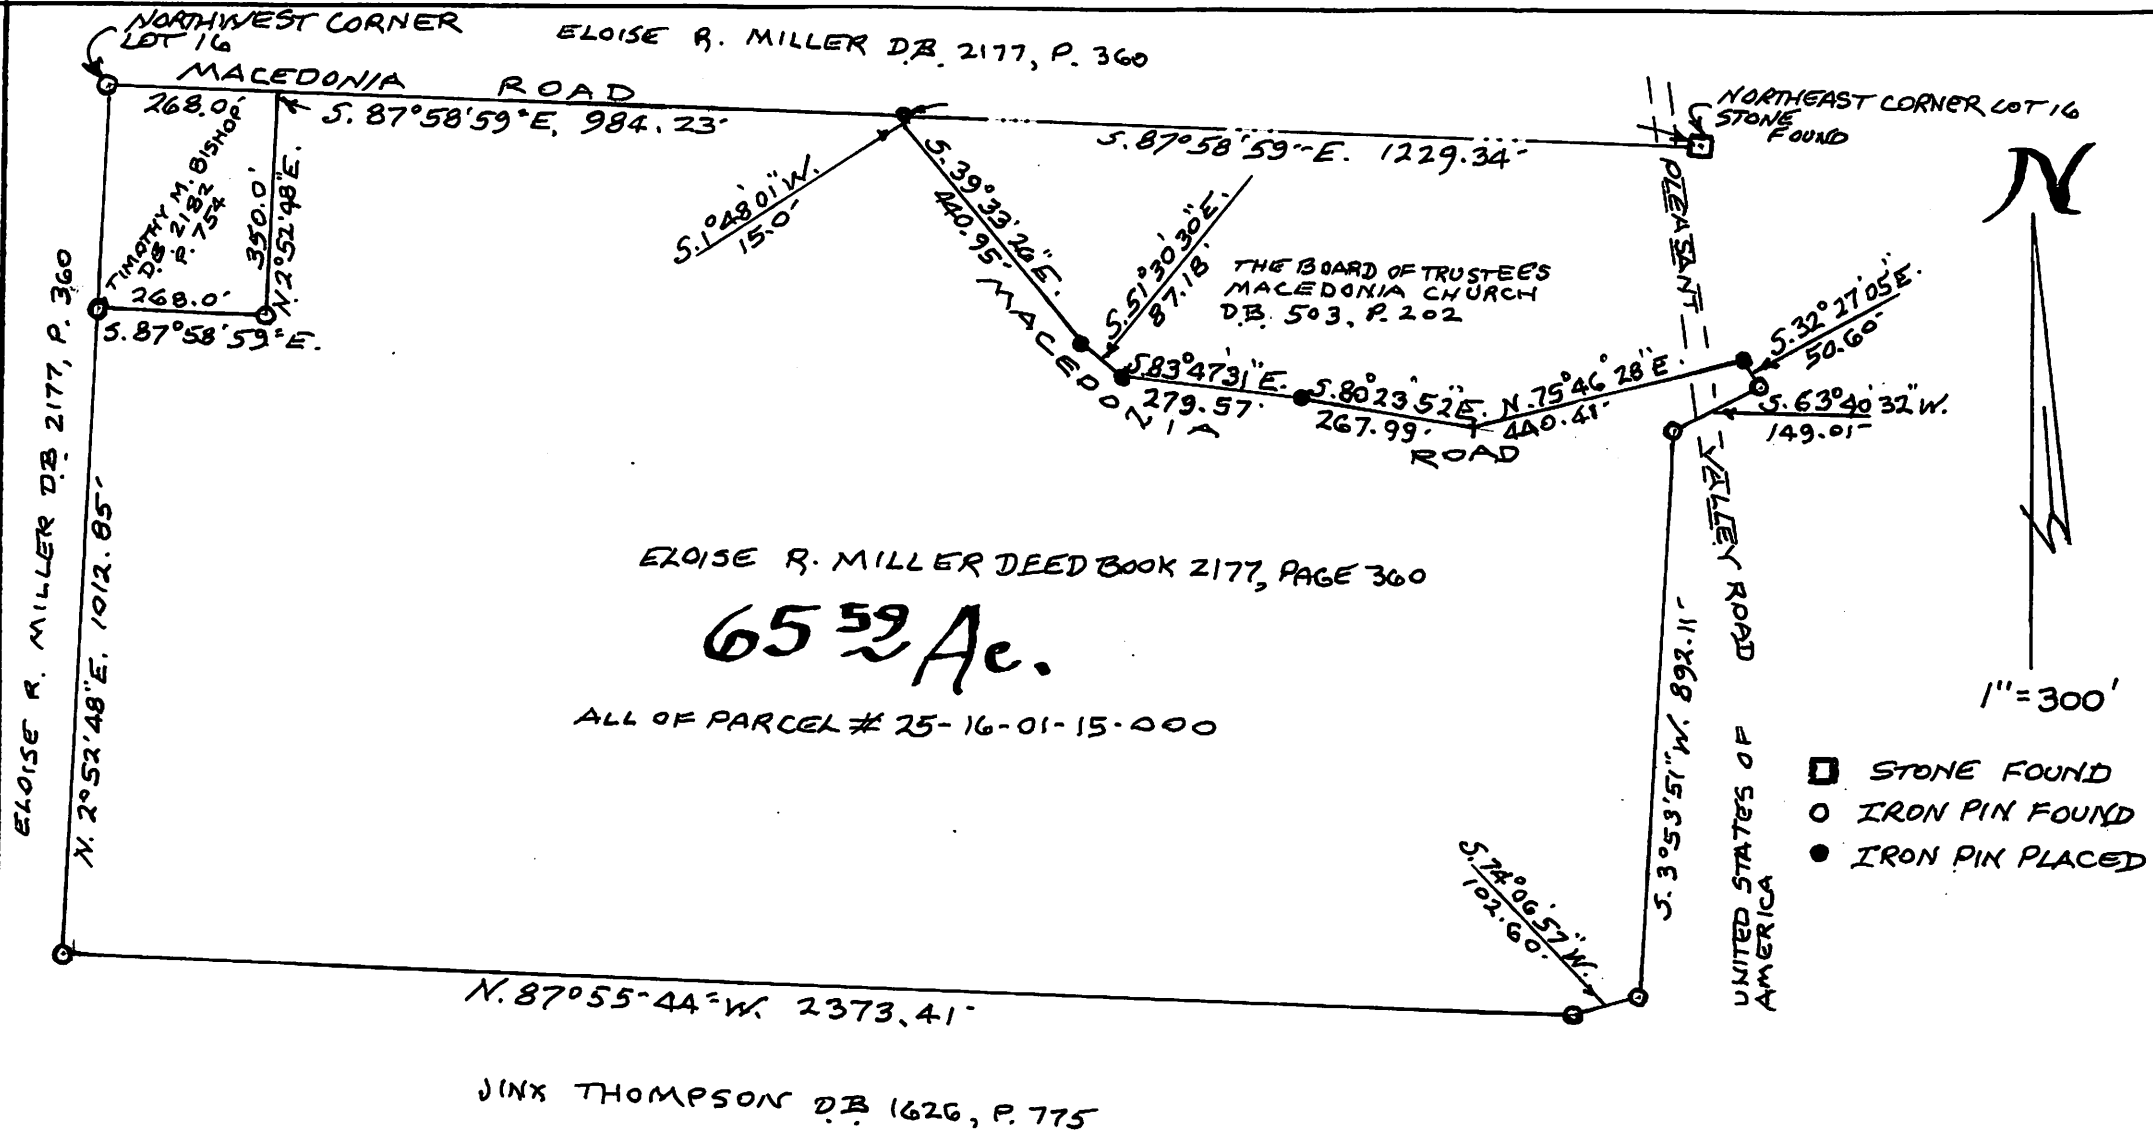 NORTHWEST CORNER
LOT 16
ELOISE R. MILLER D.B. 2177, P. 360
MACEDONIA ROAD
268.0'
S. 87°58'59"E. 984.23'
S. 87°58'59"E. 1229.34'
NORTHEAST CORNER LOT 16
STONE
FOUND
TIMOTHY M. BISHOP
D.B. 2182
P. 754
350.0'
N. 2°52'48"E.
268.0'
S. 87°58'59"E.
S. 1°48'01"W.
15.0'
S. 39°33'26"E.
440.95'
S. 51°30'30"E.
87.18'
THE BOARD OF TRUSTEE'S
MACEDONIA CHURCH
D.B. 503, P. 202
MACEDONIA
ROAD
S. 83°47'31"E.
279.57'
S. 80°23'52"E.
267.99'
N. 75°46'28"E.
440.41'
S. 32°27'05"E.
50.60'
S. 63°40'32"W.
149.01'
PLEASANT VALLEY ROAD
N
1"=300'
ELOISE R. MILLER D.B. 2177, P. 360
N. 2°52'48"E. 1012.85'
ELOISE R. MILLER DEED BOOK 2177, PAGE 360
65 59 Ac.
ALL OF PARCEL # 25-16-01-15-000
S. 3°53'51"W. 892.11'
UNITED STATES OF
AMERICA
STONE FOUND
IRON PIN FOUND
IRON PIN PLACED
S. 74°06'57"W.
102.60'
N. 87°55'44"W. 2373.41'
JINX THOMPSON D.B. 1626, P. 775